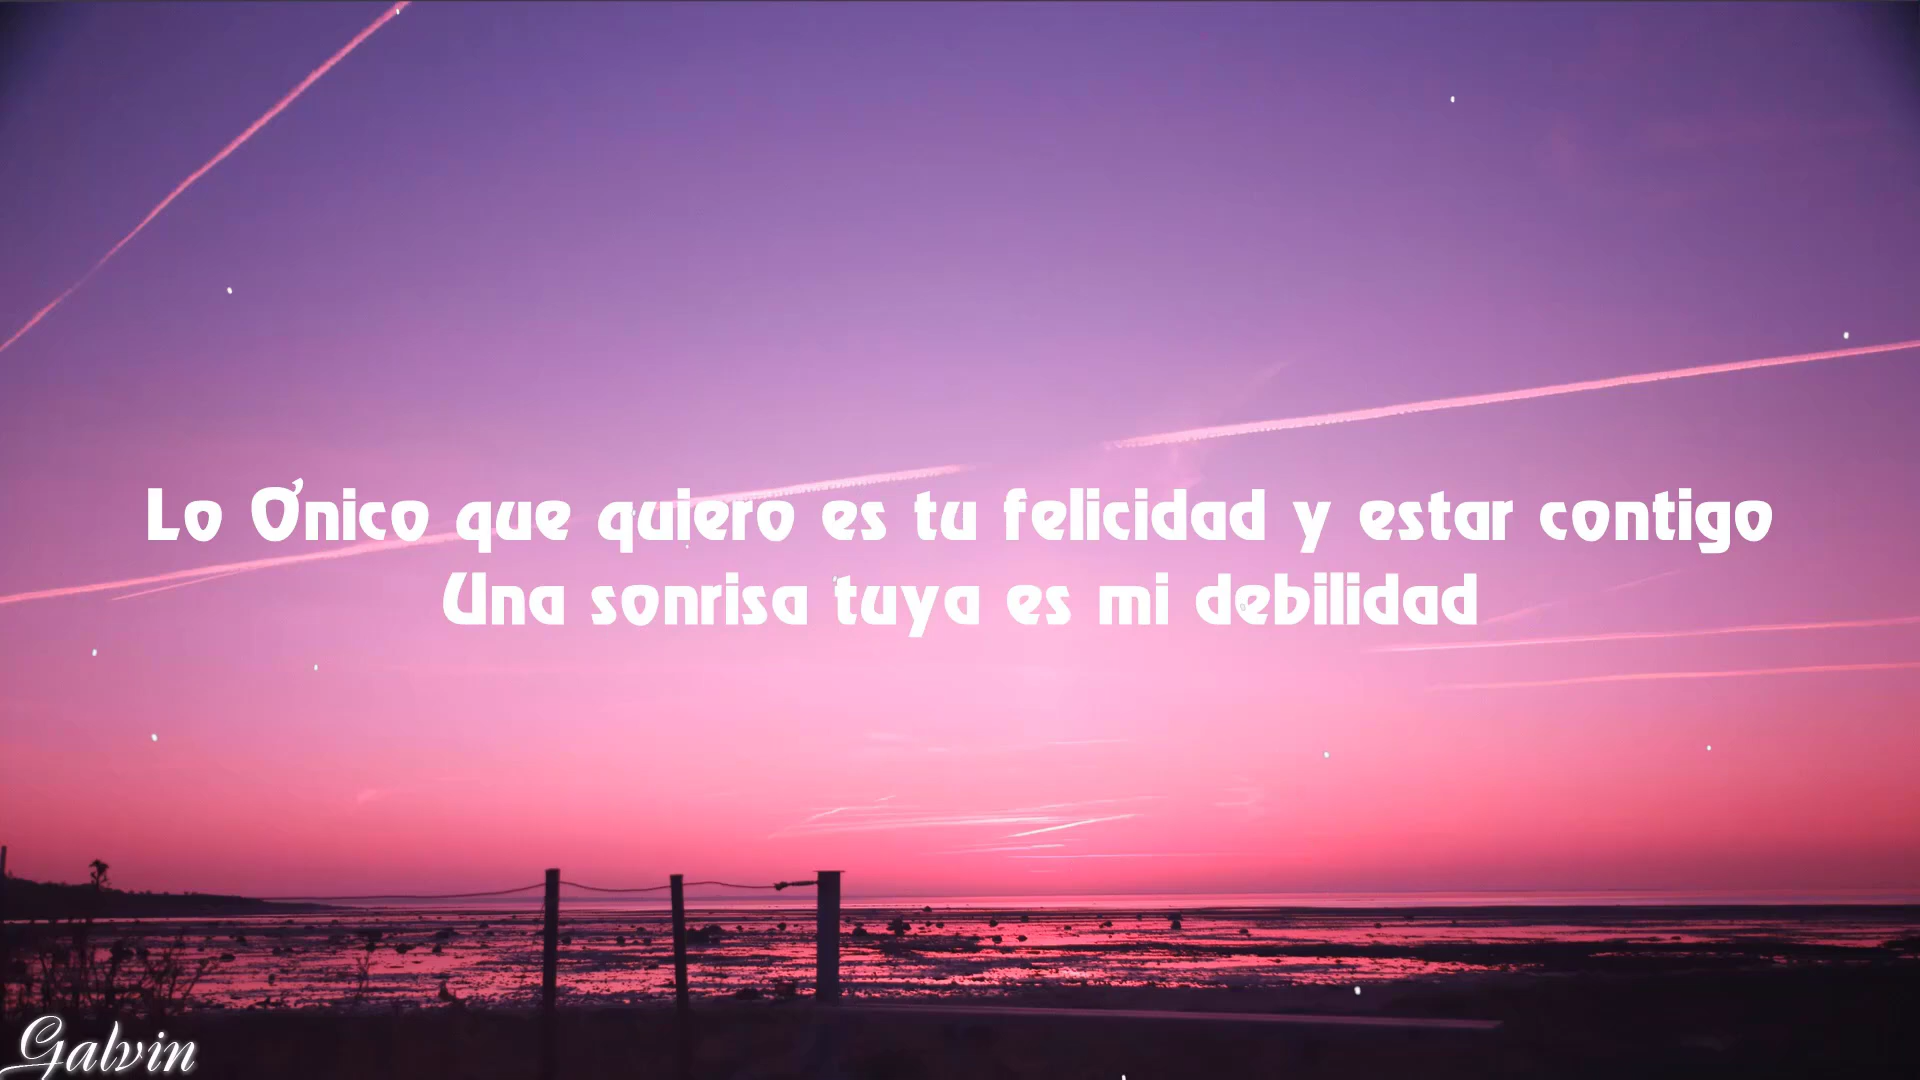 Lo Ónico que quiero es tu felicidad y estar contigo
Una sonrisa tuya es mi debilidad
Galvin